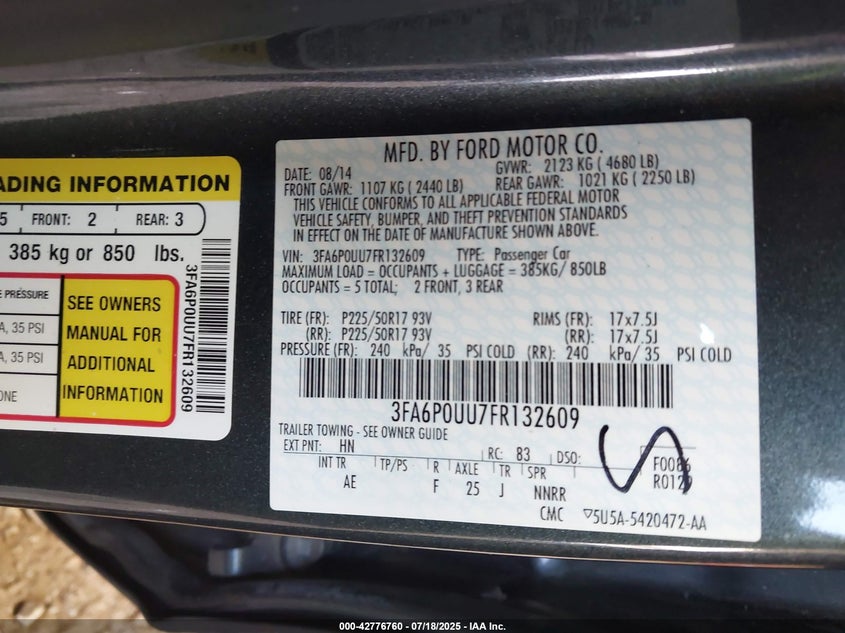 ADING INFORMATION
5 FRONT: 2 REAR: 3
385 kg or 850 lbs.
PRESSURE
A, 35 PSI
A, 35 PSI
ONE
SEE OWNERS
MANUAL FOR
ADDITIONAL
INFORMATION
3FA6P0UU7FR132609
MFD. BY FORD MOTOR CO.
DATE: 08/14 GVWR: 2123 KG ( 4680 LB)
FRONT GAWR: 1107 KG ( 2440 LB) REAR GAWR: 1021 KG ( 2250 LB)
THIS VEHICLE CONFORMS TO ALL APPLICABLE FEDERAL MOTOR
VEHICLE SAFETY, BUMPER, AND THEFT PREVENTION STANDARDS
IN EFFECT ON THE DATE OF MANUFACTURE SHOWN ABOVE.
VIN: 3FA6P0UU7FR132609 TYPE: Passenger Car
MAXIMUM LOAD = OCCUPANTS + LUGGAGE = 385KG/ 850LB
OCCUPANTS = 5 TOTAL; 2 FRONT, 3 REAR
TIRE (FR): P225/50R17 93V RIMS (FR): 17x7.5J
(RR): P225/50R17 93V (RR): 17x7.5J
PRESSURE (FR): 240 kPa/ 35 PSI COLD (RR): 240 kPa/ 35 PSI COLD
3FA6P0UU7FR132609
TRAILER TOWING - SEE OWNER GUIDE
EXT PNT: HN RC: 83 DSO: F0086
INT TR TP/PS R AXLE TR SPR R0129
AE F 25 J NNRR
CMC ▽5U5A-5420472-AA
000-42776760 | 07/18/2025 - IAA Inc.